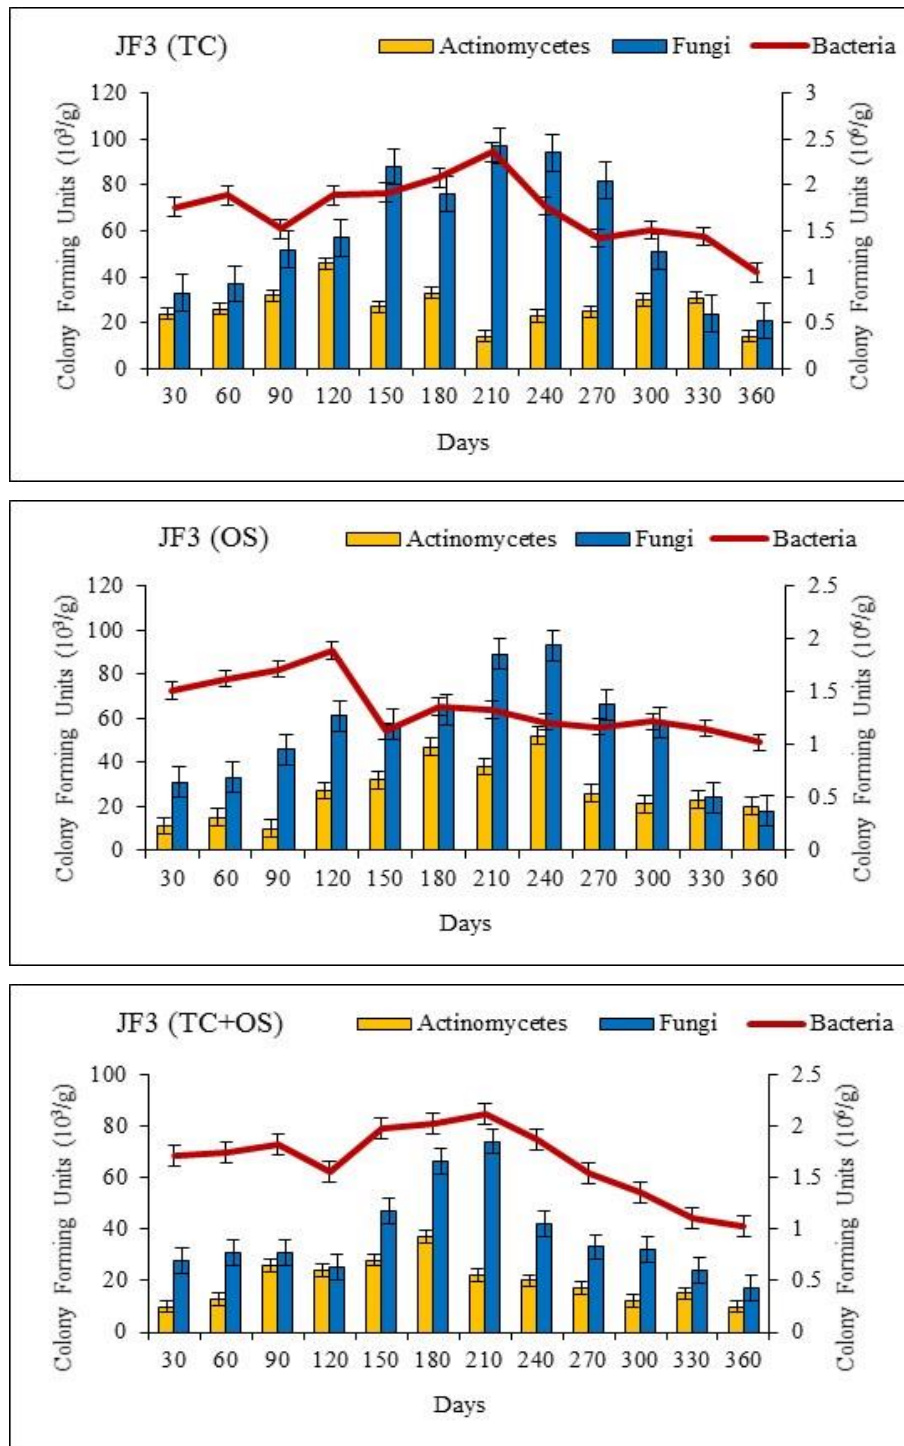 JF3 (TC) Actinomycetes Fungi Bacteria
Colony Forming Units (10³/g)
120
100
80
60
40
20
0
3
2.5
2
1.5
1
0.5
0
Colony Forming Units (10⁶/g)
30 60 90 120 150 180 210 240 270 300 330 360
Days
JF3 (OS) Actinomycetes Fungi Bacteria
Colony Forming Units (10³/g)
120
100
80
60
40
20
0
2.5
2
1.5
1
0.5
0
Colony Forming Units (10⁶/g)
30 60 90 120 150 180 210 240 270 300 330 360
Days
JF3 (TC+OS) Actinomycetes Fungi Bacteria
Colony Forming Units (10³/g)
100
80
60
40
20
0
2.5
2
1.5
1
0.5
0
Colony Forming Units (10⁶/g)
30 60 90 120 150 180 210 240 270 300 330 360
Days